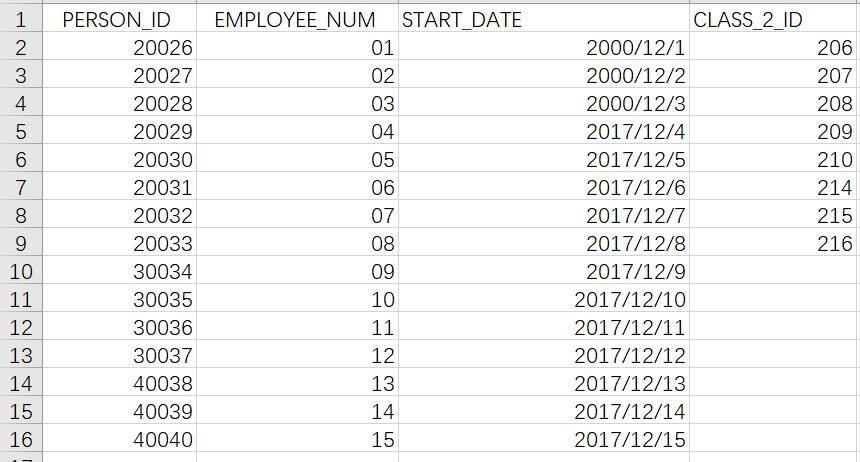 1 PERSON_ID EMPLOYEE_NUM START_DATE CLASS_2_ID
2 20026 01 2000/12/1 206
3 20027 02 2000/12/2 207
4 20028 03 2000/12/3 208
5 20029 04 2017/12/4 209
6 20030 05 2017/12/5 210
7 20031 06 2017/12/6 214
8 20032 07 2017/12/7 215
9 20033 08 2017/12/8 216
10 30034 09 2017/12/9
11 30035 10 2017/12/10
12 30036 11 2017/12/11
13 30037 12 2017/12/12
14 40038 13 2017/12/13
15 40039 14 2017/12/14
16 40040 15 2017/12/15